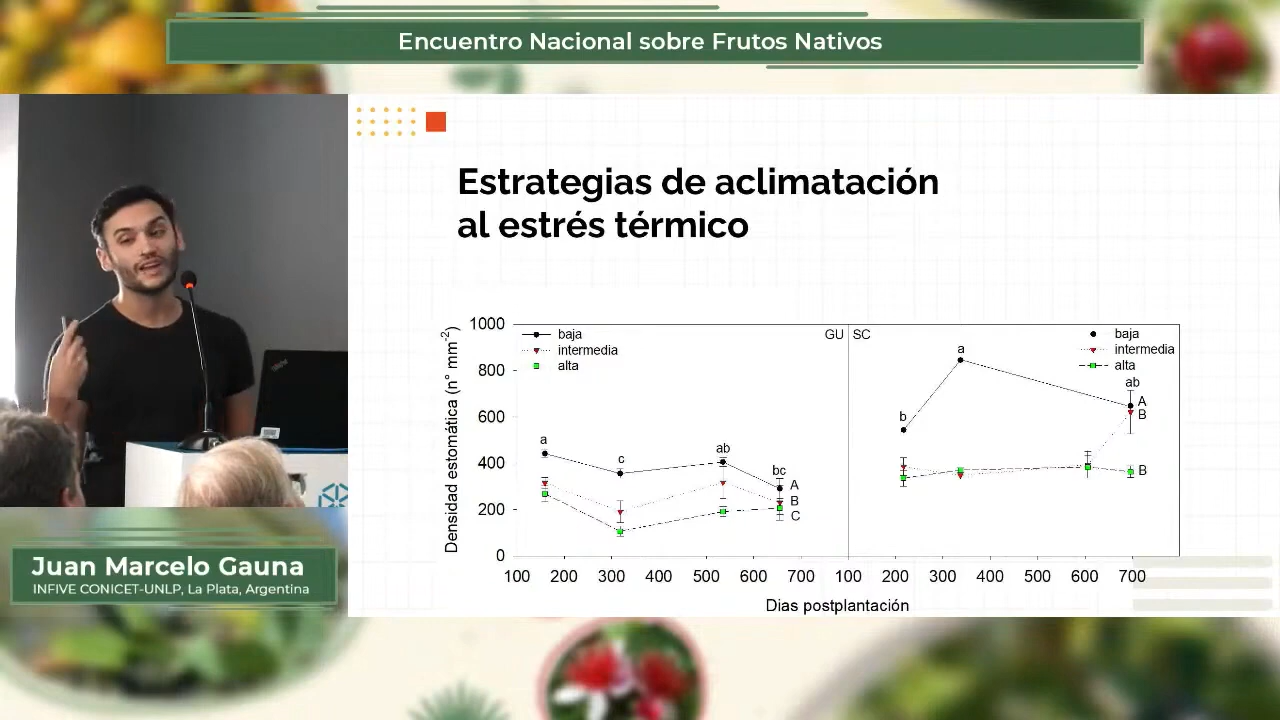 Encuentro Nacional sobre Frutos Nativos
Estrategias de aclimatación
al estrés térmico
Densidad estomática (n° mm⁻²)
1000
800
600
400
200
0
baja
intermedia
alta
GU
a
c
ab
bc
A
B
C
SC
baja
intermedia
alta
b
a
ab
A
B
B
100 200 300 400 500 600 700 100 200 300 400 500 600 700
Dias postplantación
Juan Marcelo Gauna
INFIVE CONICET-UNLP, La Plata, Argentina